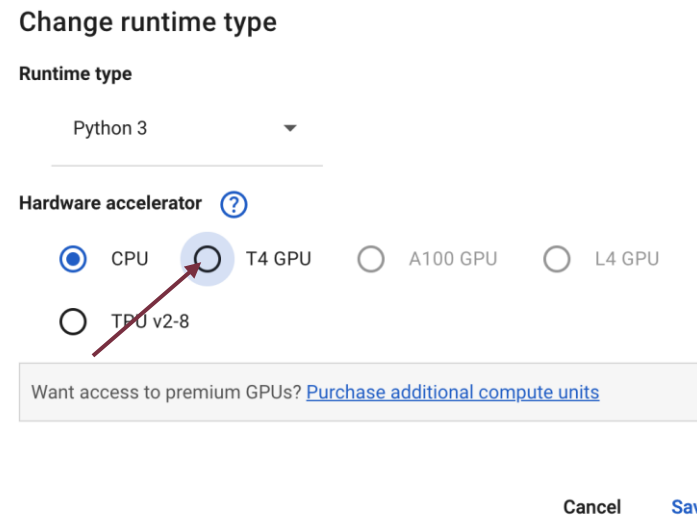 Change runtime type
Runtime type
Python 3
Hardware accelerator ?
CPU T4 GPU A100 GPU L4 GPU
TPU v2-8
Want access to premium GPUs? Purchase additional compute units
Cancel Sav